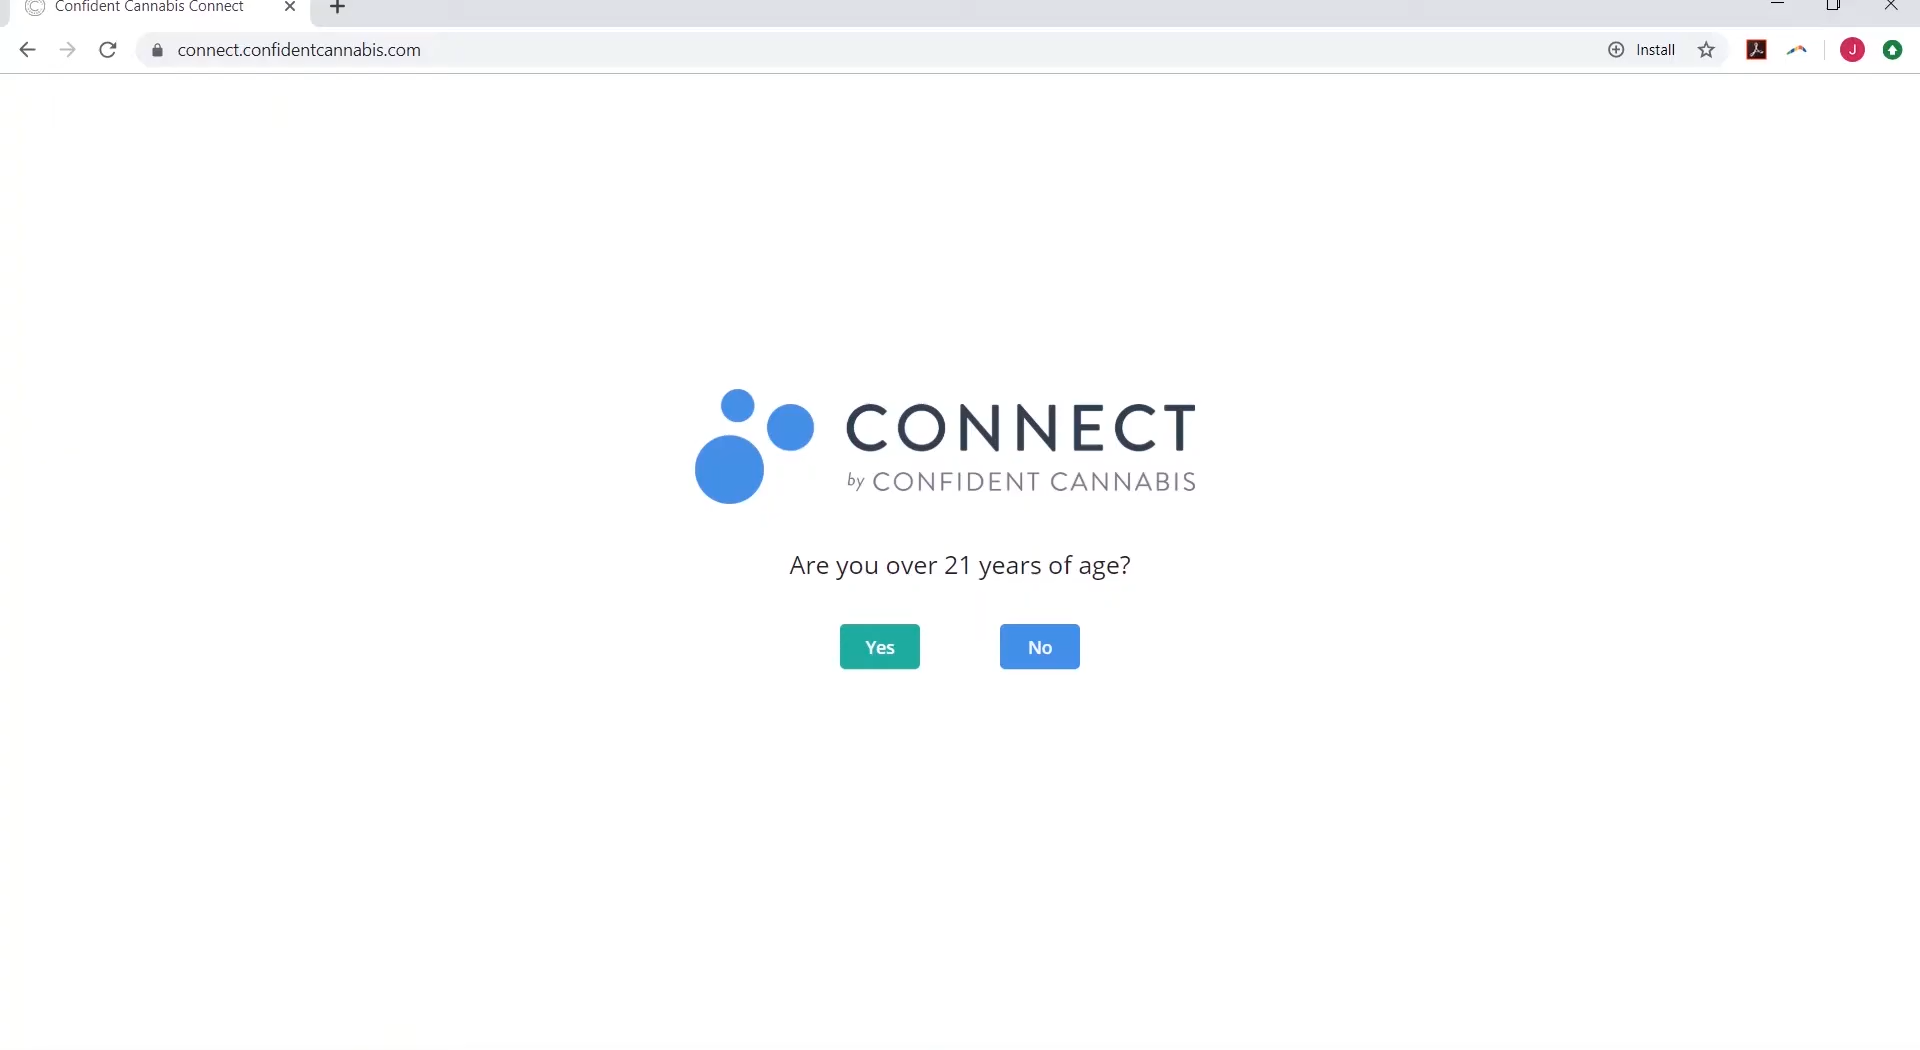 Confident Cannabis Connect
connect.confidentcannabis.com
Install
J
CONNECT
by CONFIDENT CANNABIS
Are you over 21 years of age?
Yes
No